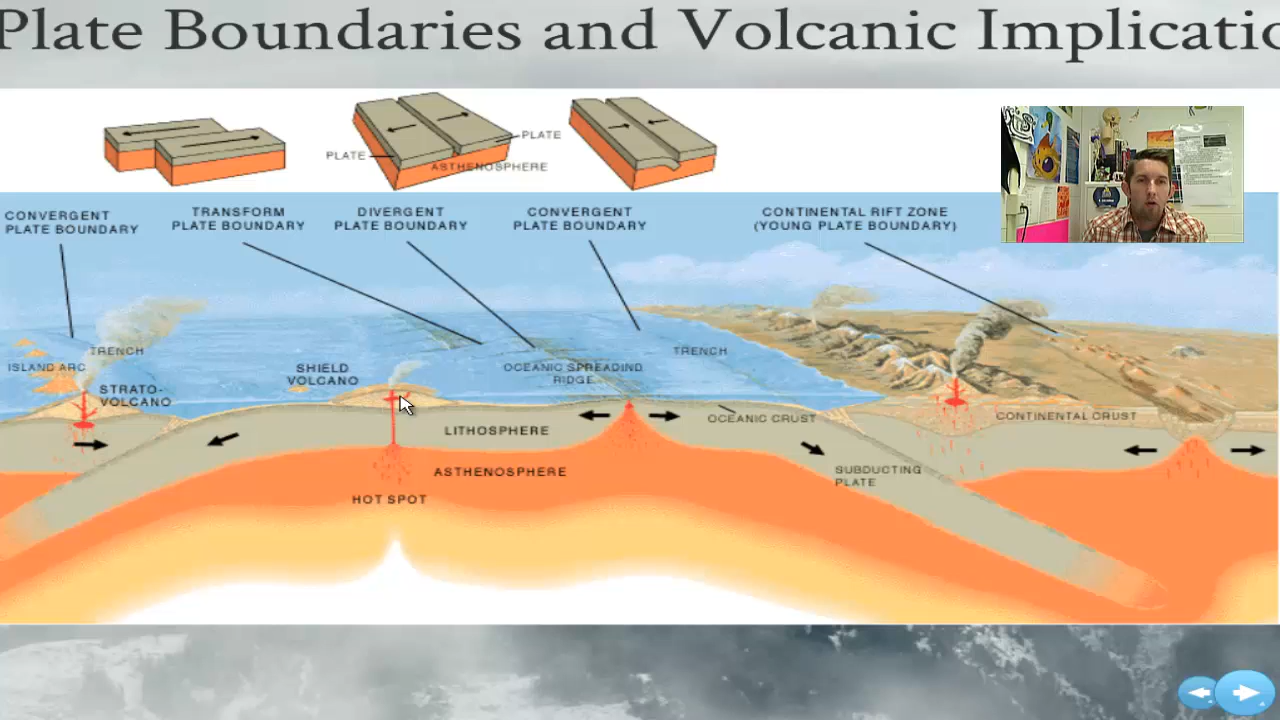 Plate Boundaries and Volcanic Implicatio
PLATE
PLATE
ASTHENOSPHERE
CONVERGENT
PLATE BOUNDARY
TRANSFORM
PLATE BOUNDARY
DIVERGENT
PLATE BOUNDARY
CONVERGENT
PLATE BOUNDARY
CONTINENTAL RIFT ZONE
(YOUNG PLATE BOUNDARY)
TRENCH
ISLAND ARC
STRATO-
VOLCANO
SHIELD
VOLCANO
OCEANIC SPREADING
RIDGE
TRENCH
OCEANIC CRUST
CONTINENTAL CRUST
LITHOSPHERE
ASTHENOSPHERE
SUBDUCTING
PLATE
HOT SPOT